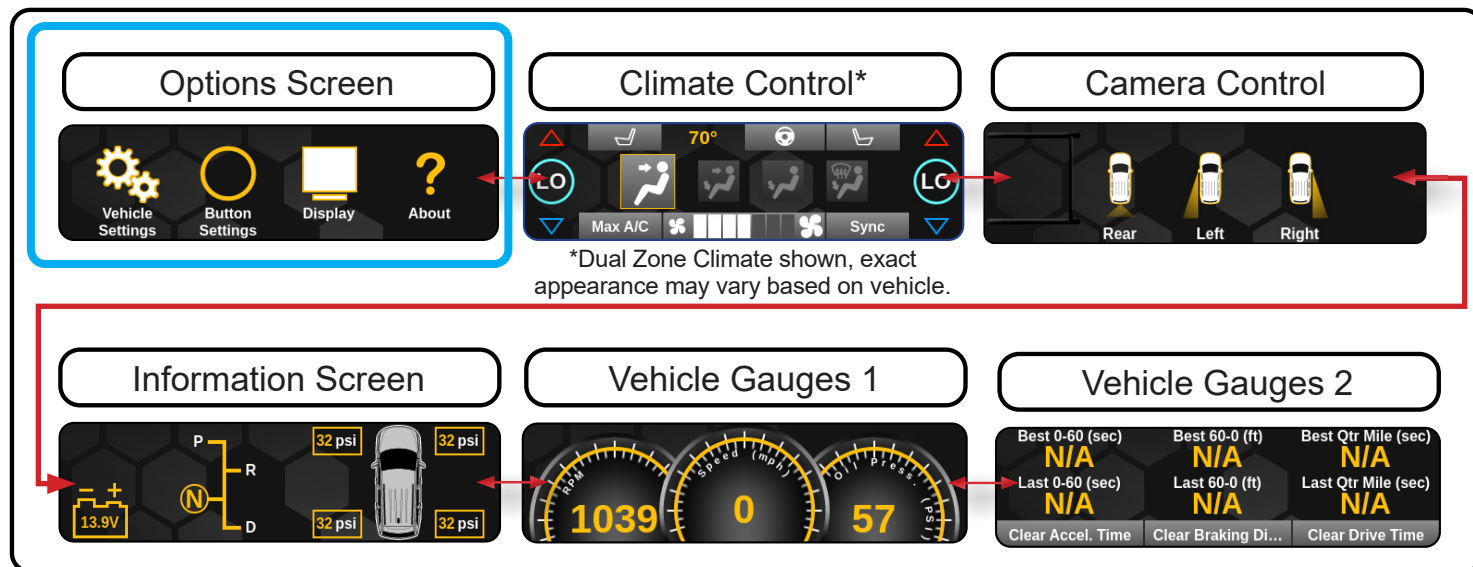 Options Screen
Climate Control*
Camera Control
Vehicle
Settings
Button
Settings
Display
?
About
70°
LO
LO
Max A/C
Sync
Rear
Left
Right
*Dual Zone Climate shown, exact
appearance may vary based on vehicle.
Information Screen
Vehicle Gauges 1
Vehicle Gauges 2
- +
13.9V
P
R
N
D
32 psi
32 psi
32 psi
32 psi
RPM
1039
Speed (mph)
0
Oil Press. (PSI)
57
Best 0-60 (sec)
N/A
Best 60-0 (ft)
N/A
Best Qtr Mile (sec)
N/A
Last 0-60 (sec)
N/A
Last 60-0 (ft)
N/A
Last Qtr Mile (sec)
N/A
Clear Accel. Time
Clear Braking Di...
Clear Drive Time